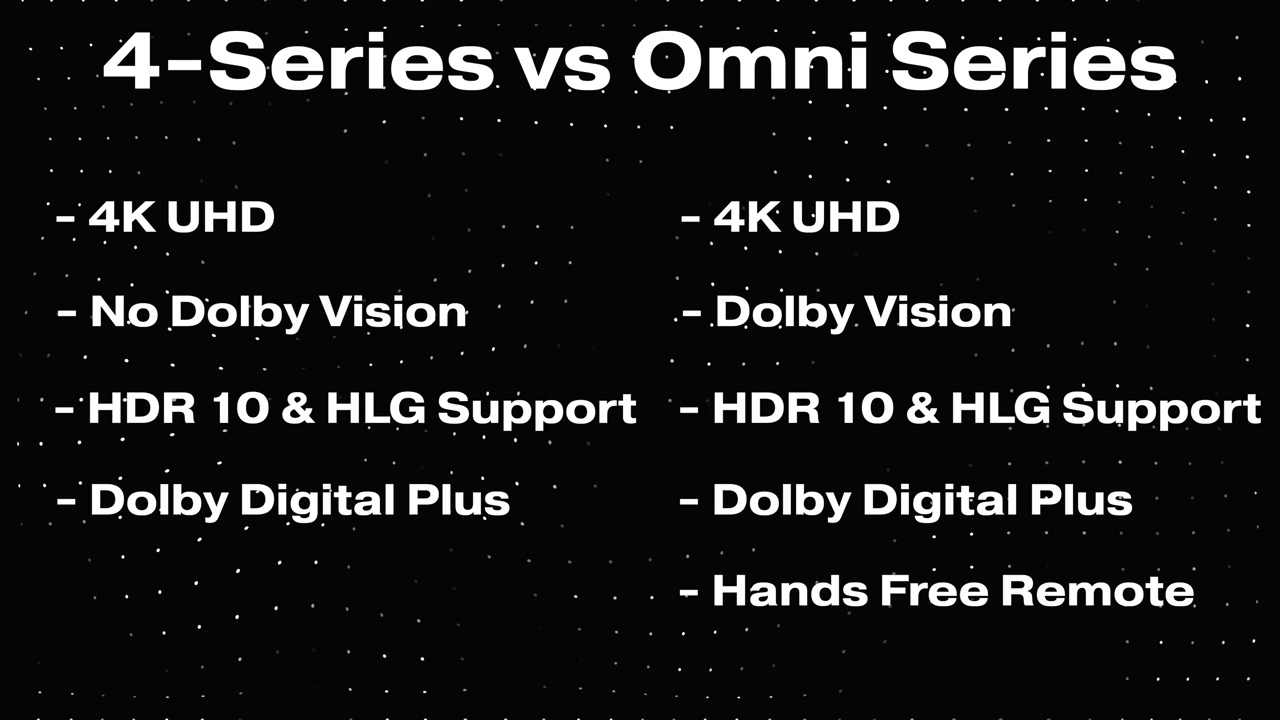 4-Series vs Omni Series
- 4K UHD
- No Dolby Vision
- HDR 10 & HLG Support
- Dolby Digital Plus
- 4K UHD
- Dolby Vision
- HDR 10 & HLG Support
- Dolby Digital Plus
- Hands Free Remote